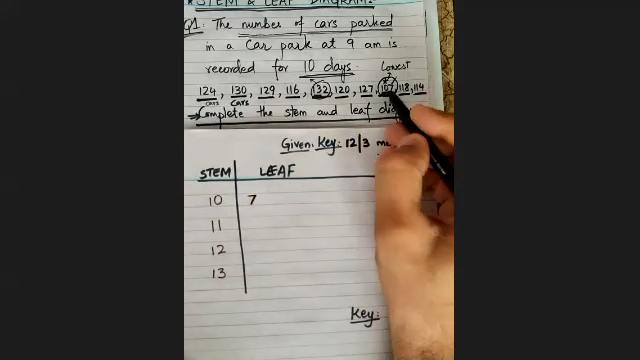 STEM & LEAF DIAGRAM:
Q1: The number of cars parked
in a car park at 9 am is
recorded for 10 days. Lowest
124, 130, 129, 116, 132, 120, 127, 107, 118, 114
cars cars
Complete the stem and leaf
Given: Key: 12|3
STEM LEAF
10 7
11
12
13
Key: